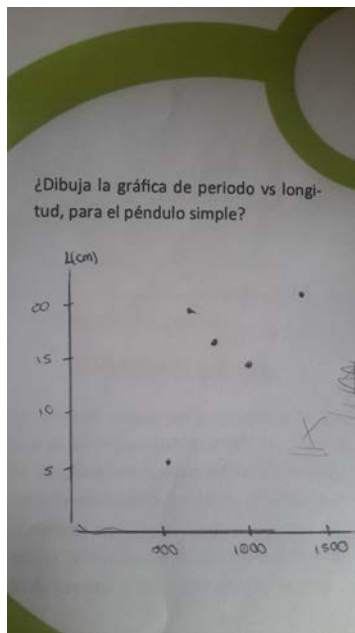 ¿Dibuja la gráfica de periodo vs longi-
tud, para el péndulo simple?
L(cm)
20
15
10
5
500
1000
1500